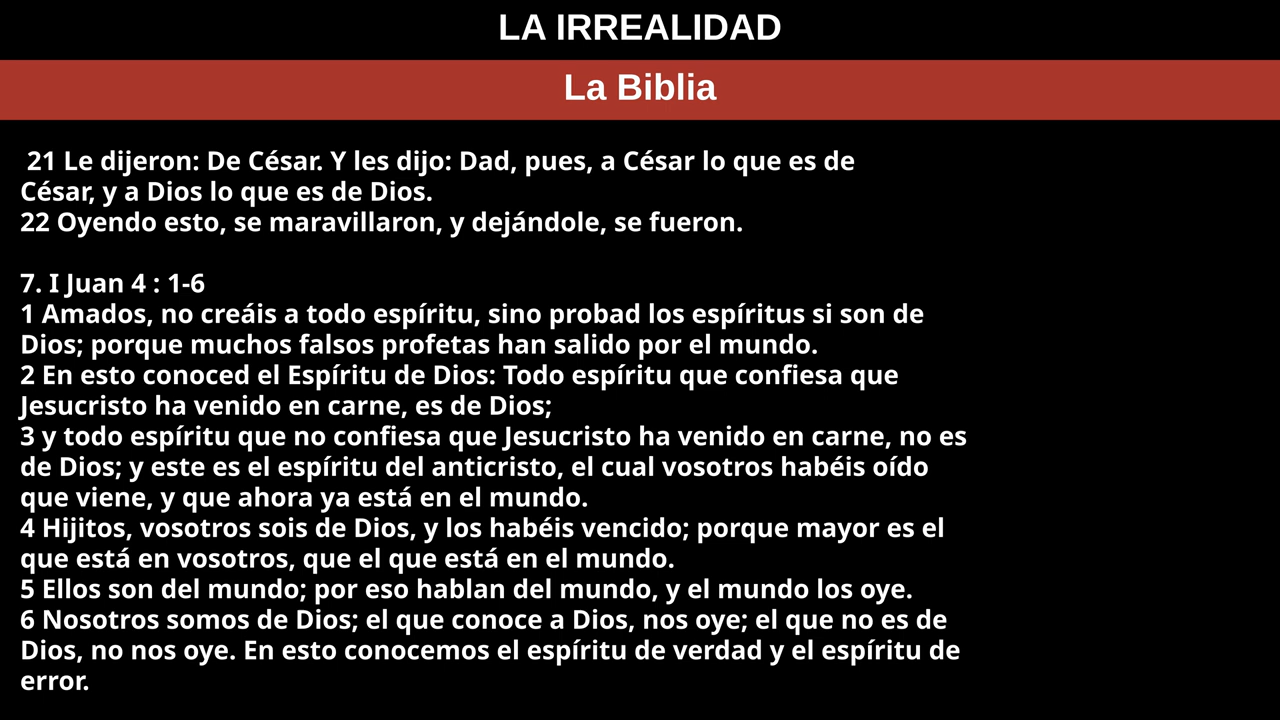 LA IRREALIDAD
La Biblia
21 Le dijeron: De César. Y les dijo: Dad, pues, a César lo que es de
César, y a Dios lo que es de Dios.
22 Oyendo esto, se maravillaron, y dejándole, se fueron.
7. I Juan 4 : 1-6
1 Amados, no creáis a todo espíritu, sino probad los espíritus si son de
Dios; porque muchos falsos profetas han salido por el mundo.
2 En esto conoced el Espíritu de Dios: Todo espíritu que confiesa que
Jesucristo ha venido en carne, es de Dios;
3 y todo espíritu que no confiesa que Jesucristo ha venido en carne, no es
de Dios; y este es el espíritu del anticristo, el cual vosotros habéis oído
que viene, y que ahora ya está en el mundo.
4 Hijitos, vosotros sois de Dios, y los habéis vencido; porque mayor es el
que está en vosotros, que el que está en el mundo.
5 Ellos son del mundo; por eso hablan del mundo, y el mundo los oye.
6 Nosotros somos de Dios; el que conoce a Dios, nos oye; el que no es de
Dios, no nos oye. En esto conocemos el espíritu de verdad y el espíritu de
error.